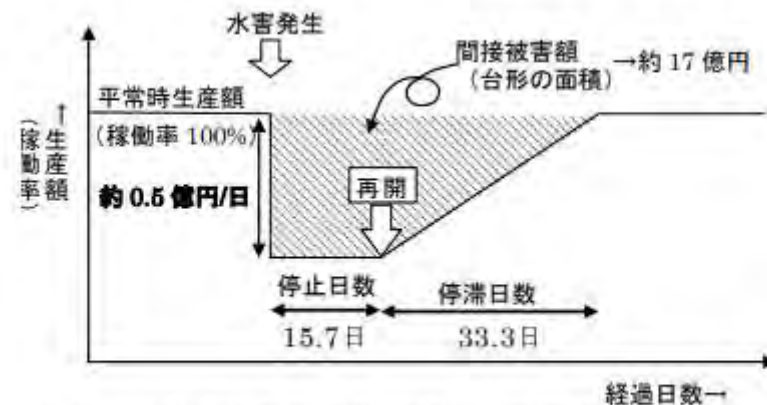 水害発生
間接被害額
（台形の面積）
→約 17 億円
平常時生産額
（稼働率 100%）
↑生産額
（稼働率）
約 0.5 億円/日
再開
停止日数
停滞日数
15.7 日
33.3 日
経過日数→